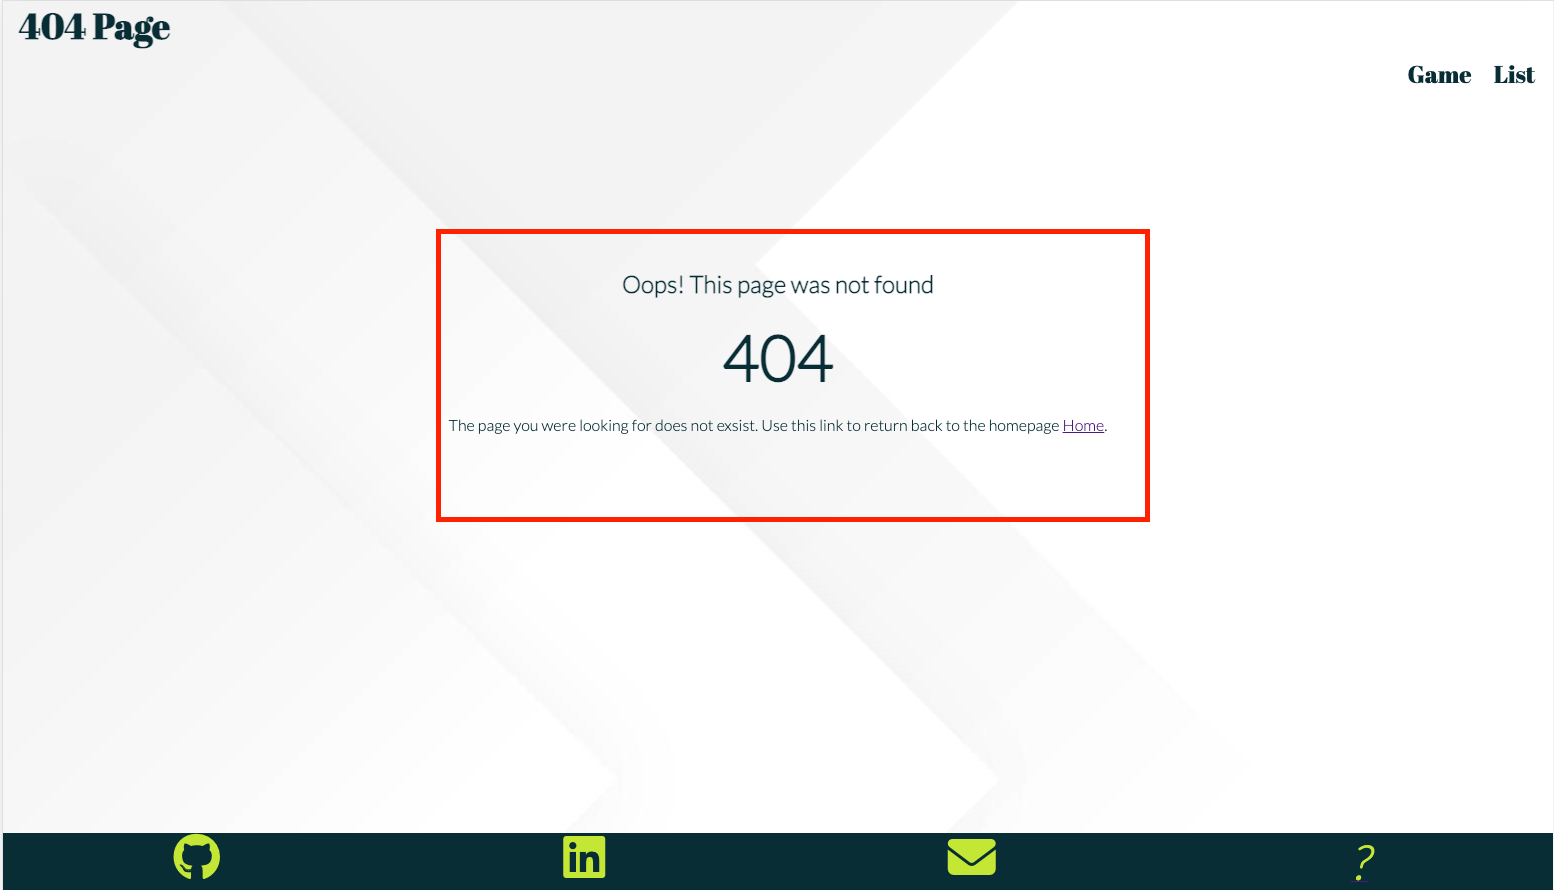 404 Page
Game List
Oops! This page was not found
404
The page you were looking for does not exsist. Use this link to return back to the homepage Home.
in
?